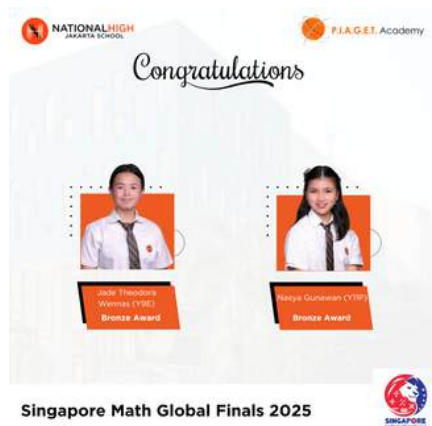 NATIONALHIGH
JAKARTA SCHOOL
P.I.A.G.E.T. Academy
Congratulations
Jade Theodora
Wennas (Y9E)
Bronze Award
Nasya Gunawan (Y11P)
Bronze Award
Singapore Math Global Finals 2025
SINGAPORE